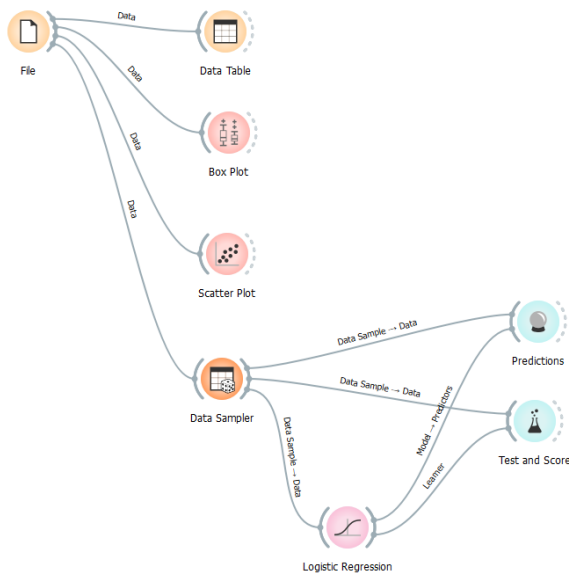 Data
File
Data Table
Data
Box Plot
Data
Data
Scatter Plot
Data Sample → Data
Predictions
Data Sampler
Data Sample → Data
Data Sample → Data
Model → Predictors
Learner
Test and Score
Logistic Regression